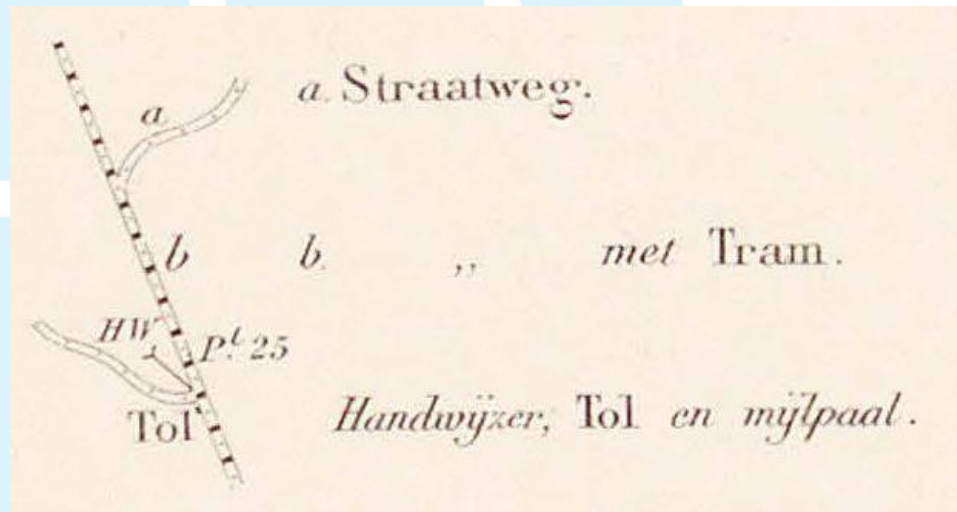 a a. Straatweg.
b b. ,, met Tram.
HW
Pt. 25
Tol Handwijzer, Tol en mijlpaal.